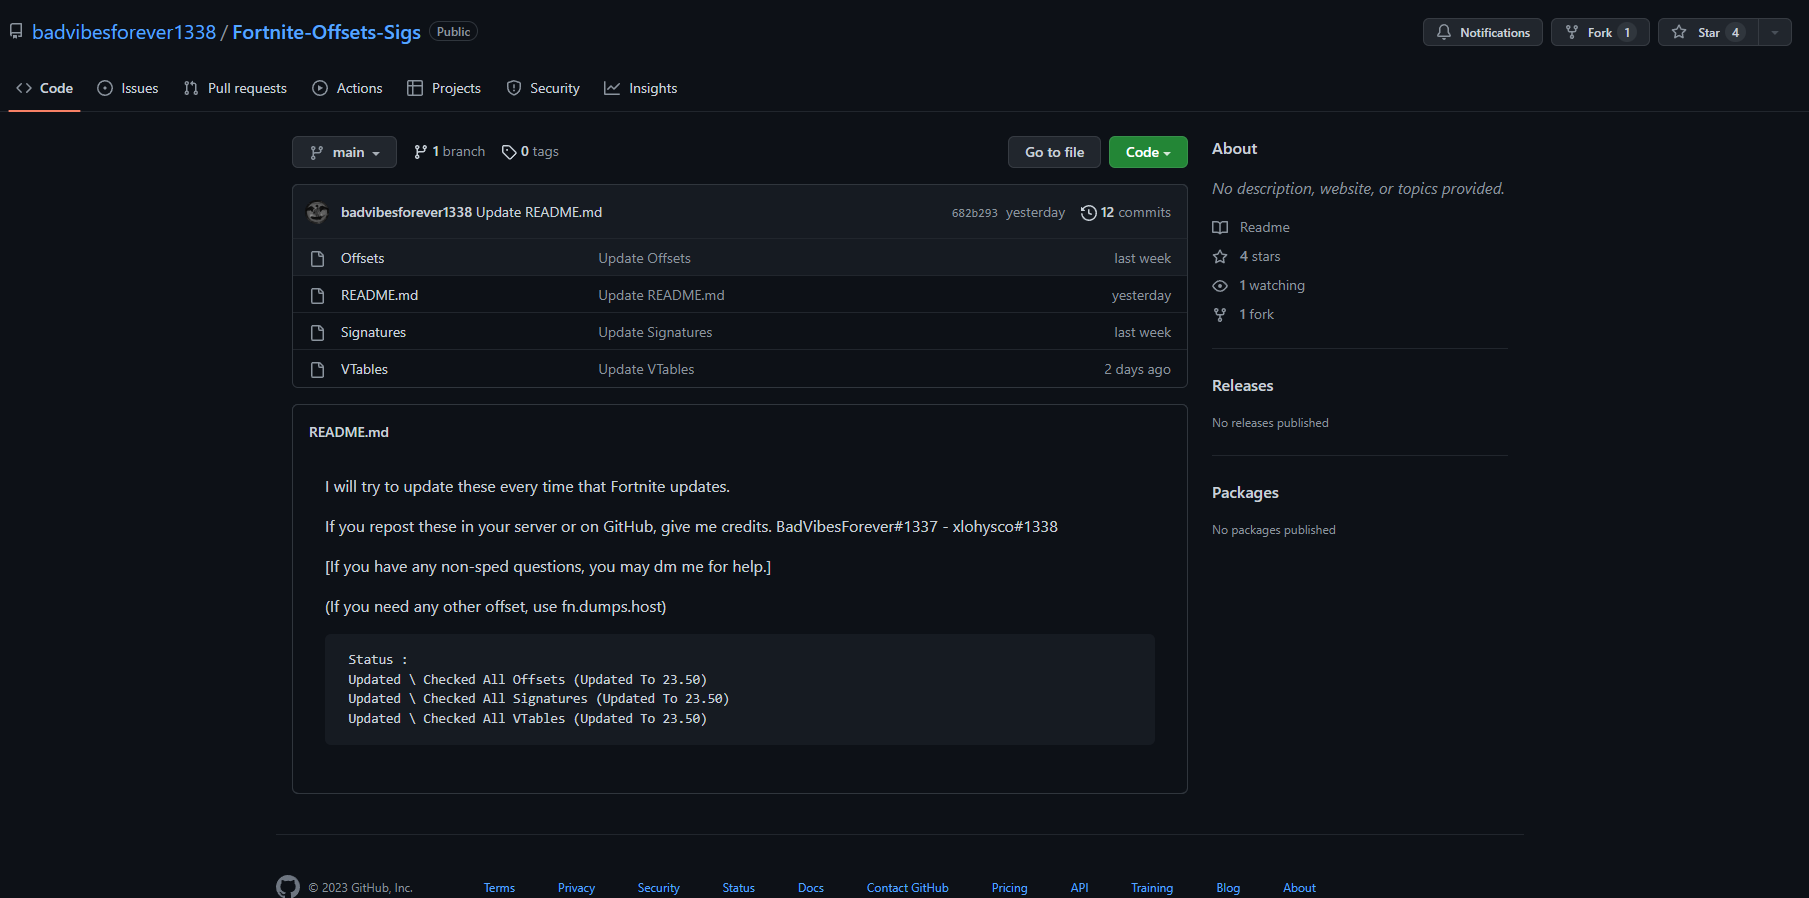 badvibesforever1338 / Fortnite-Offsets-Sigs Public
Notifications Fork 1 Star 4
Code Issues Pull requests Actions Projects Security Insights
main 1 branch 0 tags Go to file Code
badvibesforever1338 Update README.md 682b293 yesterday 12 commits
Offsets Update Offsets last week
README.md Update README.md yesterday
Signatures Update Signatures last week
VTables Update VTables 2 days ago
README.md
I will try to update these every time that Fortnite updates.
If you repost these in your server or on GitHub, give me credits. BadVibesForever#1337 - xlohysco#1338
[If you have any non-sped questions, you may dm me for help.]
(If you need any other offset, use fn.dumps.host)
Status :
Updated \ Checked All Offsets (Updated To 23.50)
Updated \ Checked All Signatures (Updated To 23.50)
Updated \ Checked All VTables (Updated To 23.50)
About
No description, website, or topics provided.
Readme
4 stars
1 watching
1 fork
Releases
No releases published
Packages
No packages published
© 2023 GitHub, Inc. Terms Privacy Security Status Docs Contact GitHub Pricing API Training Blog About